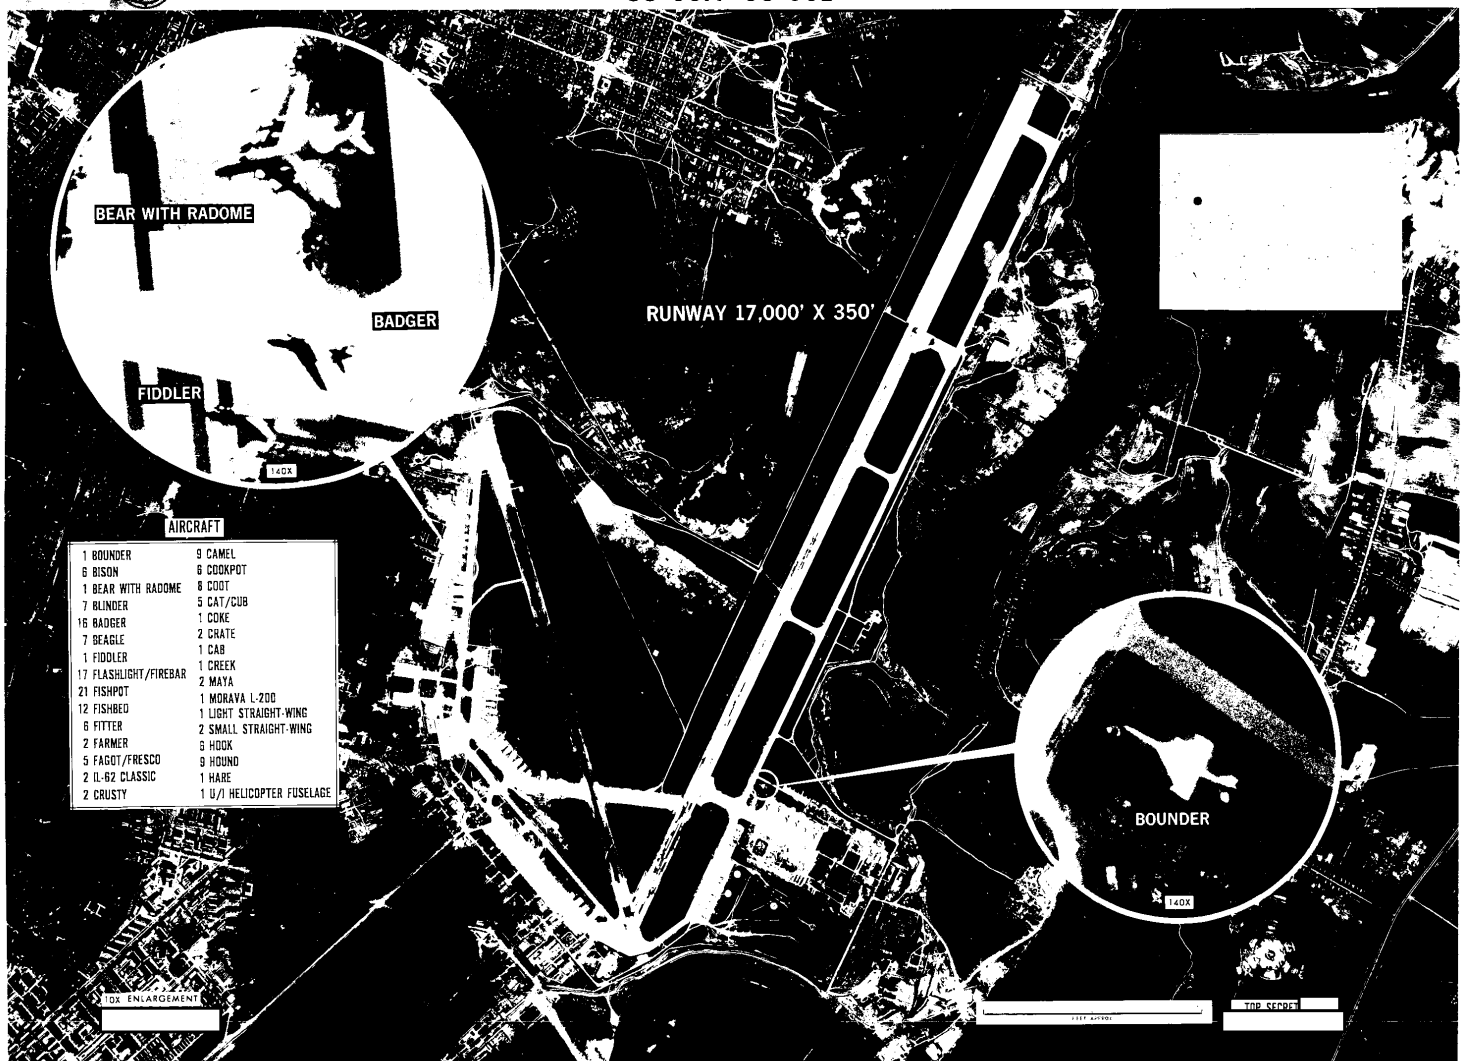 BEAR WITH RADOME
BADGER
FIDDLER
140X
RUNWAY 17,000' X 350'
AIRCRAFT
1 BOUNDER
6 BISON
1 BEAR WITH RADOME
7 BLINDER
16 BADGER
7 BEAGLE
1 FIDDLER
17 FLASHLIGHT/FIREBAR
21 FISHPOT
12 FISHBED
6 FITTER
2 FARMER
5 FAGOT/FRESCO
2 IL-62 CLASSIC
2 CRUSTY
9 CAMEL
6 COOKPOT
8 COOT
5 CAT/CUB
1 COKE
2 CRATE
1 CAB
1 CREEK
2 MAYA
1 MORAVA L-200
1 LIGHT STRAIGHT-WING
2 SMALL STRAIGHT-WING
6 HOOK
9 HOUND
1 HARE
1 U/I HELICOPTER FUSELAGE
BOUNDER
140X
10X ENLARGEMENT
FEET APPROX
TOP SECRET